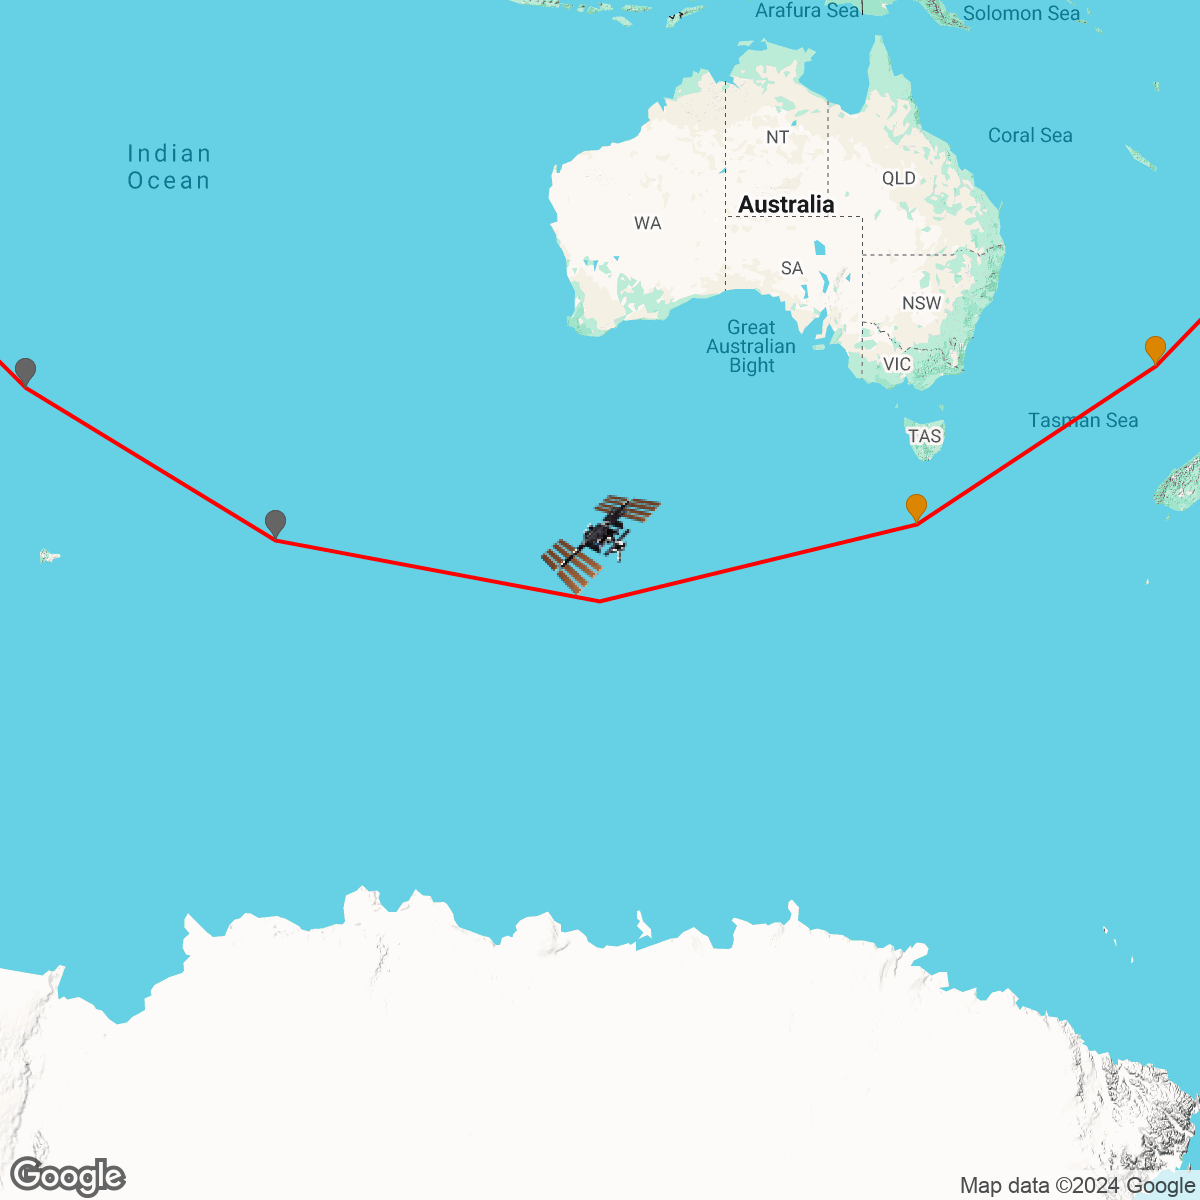 Arafura Sea
Solomon Sea
Coral Sea
NT
Indian
Ocean
QLD
Australia
WA
SA
NSW
Great
Australian
Bight
VIC
Tasman Sea
TAS
Google
Map data ©2024 Google